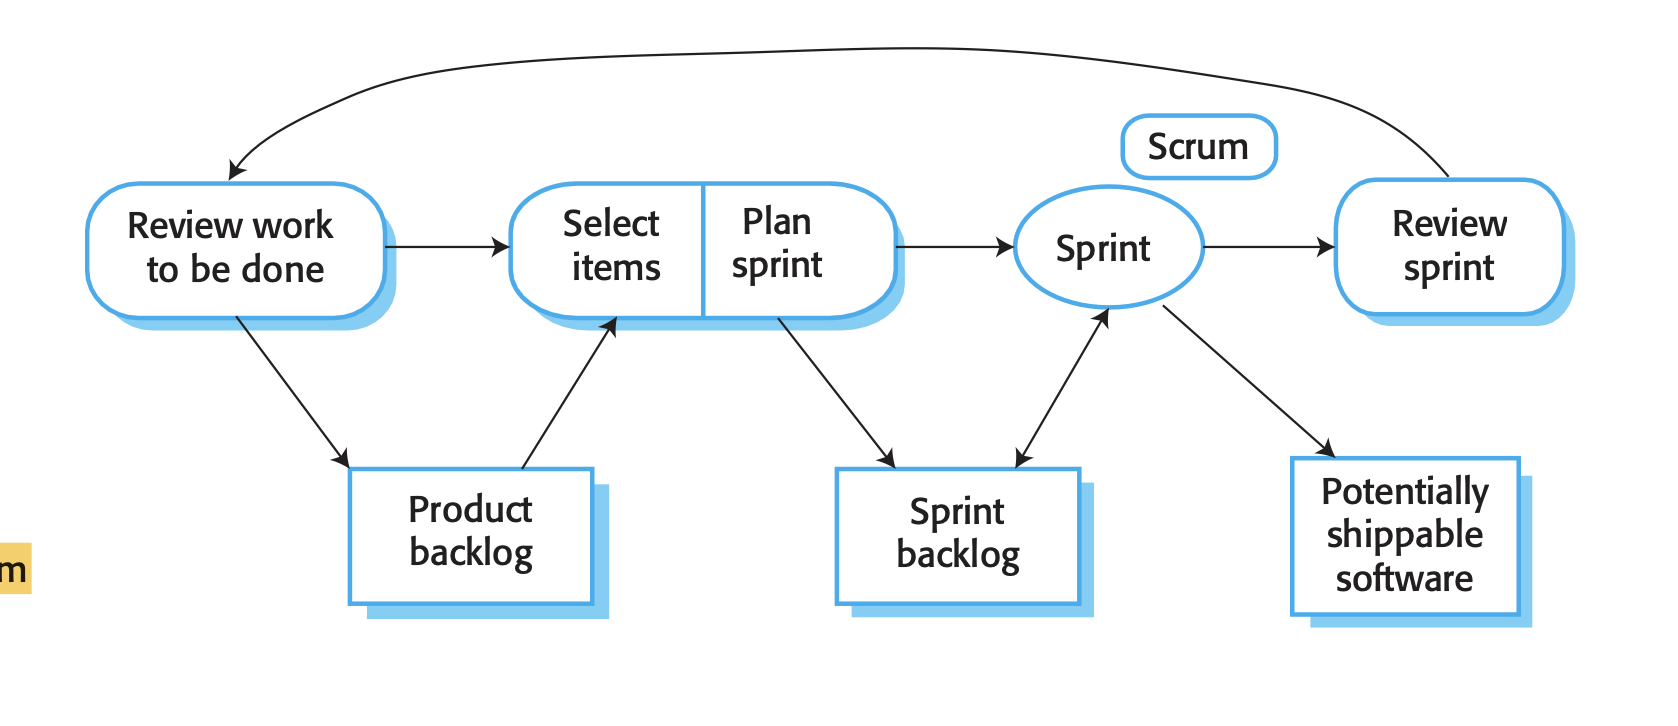 Scrum
Review work
to be done
Select
items
Plan
sprint
Sprint
Review
sprint
Product
backlog
Sprint
backlog
Potentially
shippable
software
m